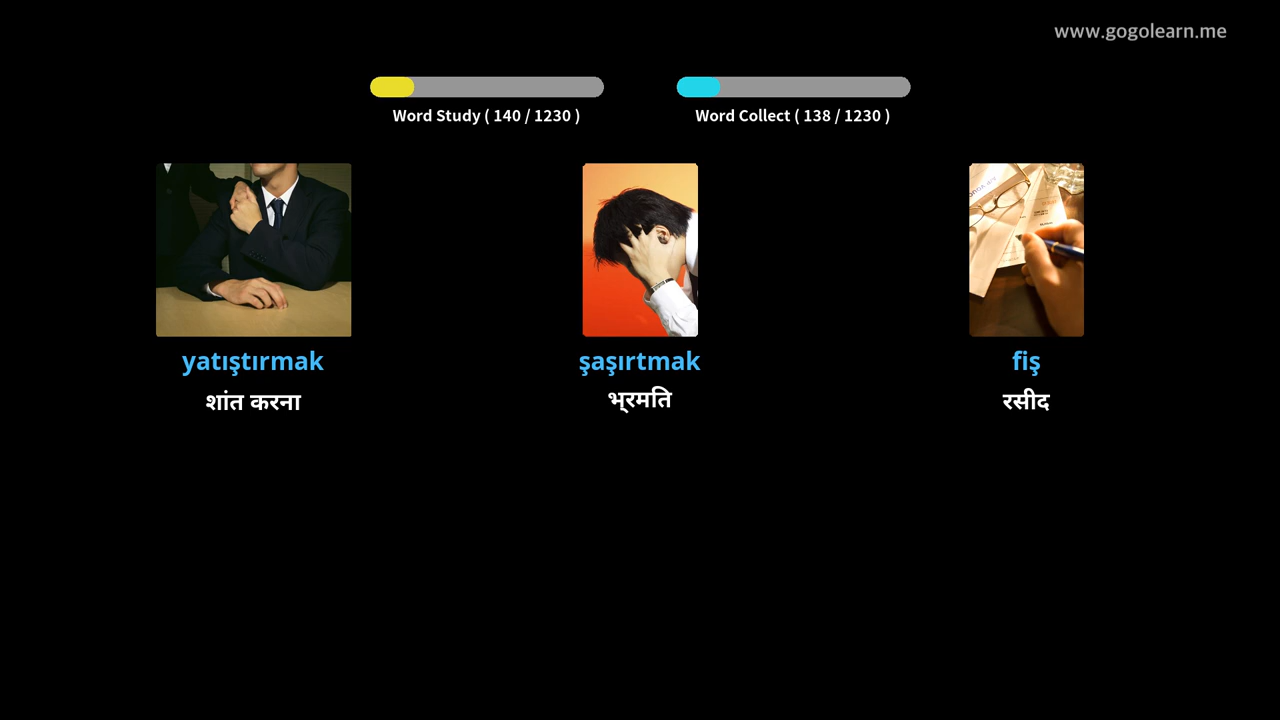 www.gogolearn.me
Word Study ( 140 / 1230 )
Word Collect ( 138 / 1230 )
yatıştırmak
şaşırtmak
fiş
शांत करना
भ्रमति
रसीद